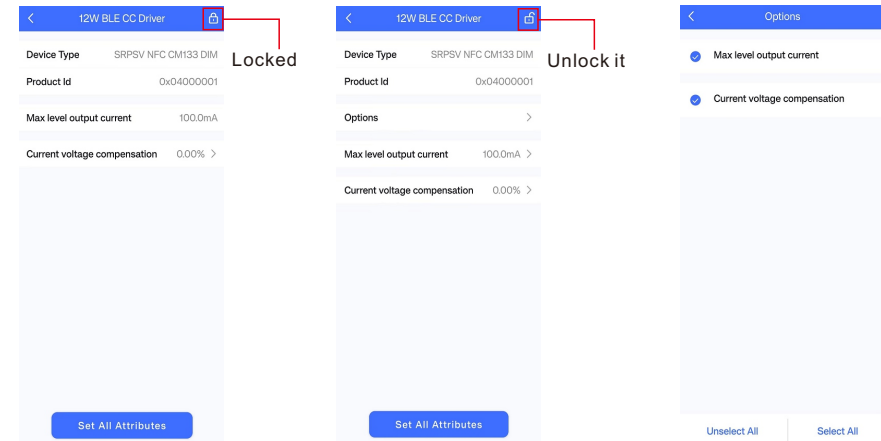 12W BLE CC Driver
Device Type SRPSV NFC CM133 DIM
Product Id 0x04000001
Max level output current 100.0mA
Current voltage compensation 0.00%
Set All Attributes
Locked
12W BLE CC Driver
Device Type SRPSV NFC CM133 DIM
Product Id 0x04000001
Options
Max level output current 100.0mA
Current voltage compensation 0.00%
Set All Attributes
Unlock it
Options
Max level output current
Current voltage compensation
Unselect All Select All